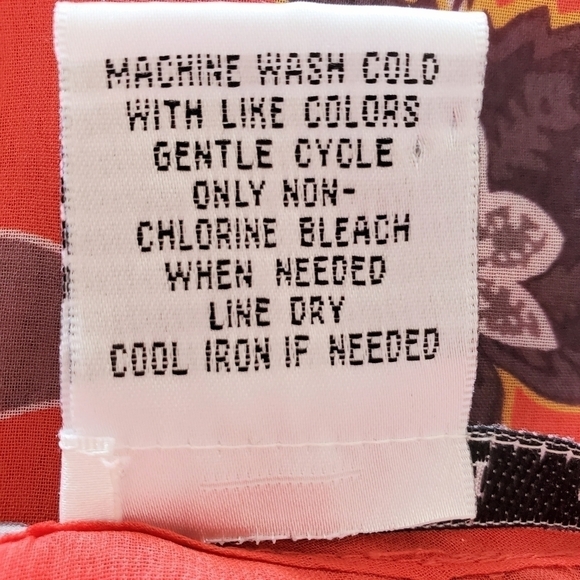 MACHINE WASH COLD
WITH LIKE COLORS
GENTLE CYCLE
ONLY NON-
CHLORINE BLEACH
WHEN NEEDED
LINE DRY
COOL IRON IF NEEDED